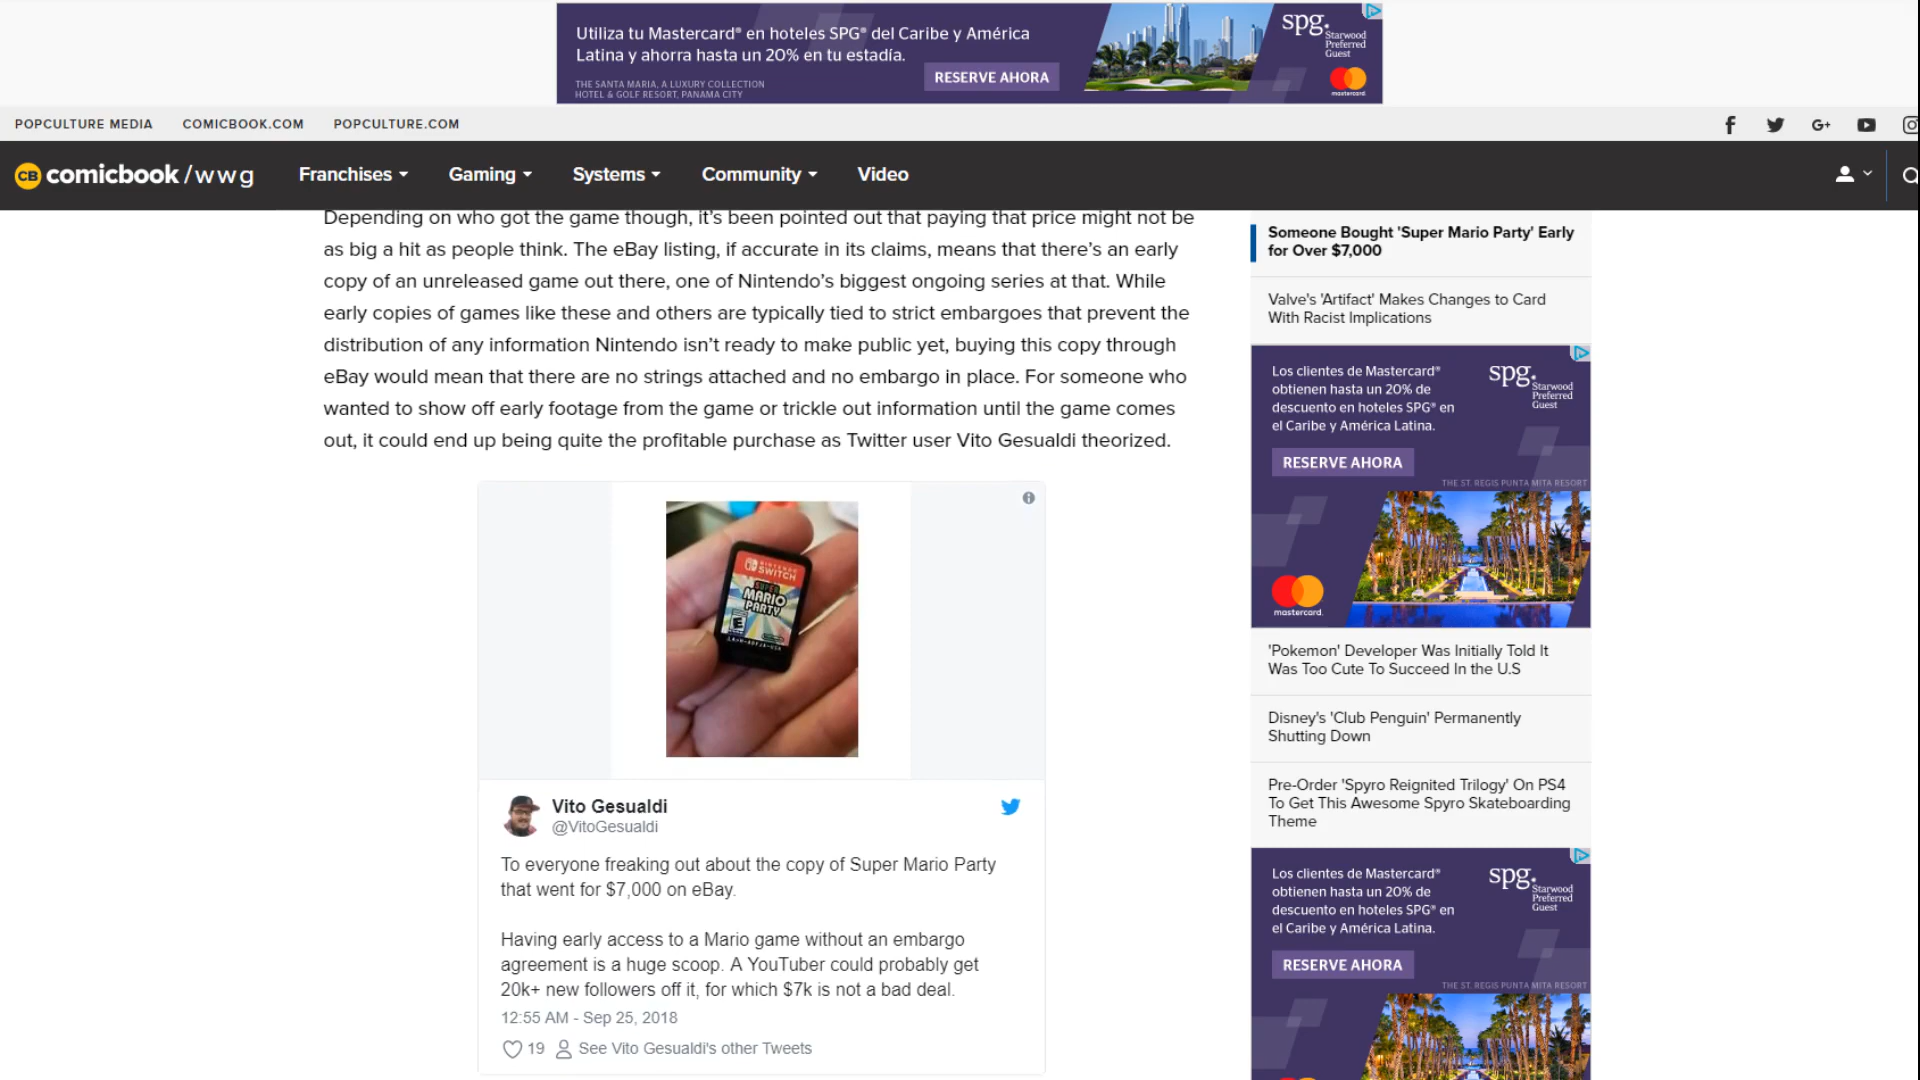 Utiliza tu Mastercard® en hoteles SPG® del Caribe y América
Latina y ahorra hasta un 20% en tu estadía.
THE SANTA MARIA, A LUXURY COLLECTION
HOTEL & GOLF RESORT, PANAMA CITY
RESERVE AHORA
spg.
Starwood
Preferred
Guest
mastercard
POPCULTURE MEDIA COMICBOOK.COM POPCULTURE.COM
CB comicbook/wwg Franchises Gaming Systems Community Video
Depending on who got the game though, it's been pointed out that paying that price might not be
as big a hit as people think. The eBay listing, if accurate in its claims, means that there's an early
copy of an unreleased game out there, one of Nintendo's biggest ongoing series at that. While
early copies of games like these and others are typically tied to strict embargoes that prevent the
distribution of any information Nintendo isn't ready to make public yet, buying this copy through
eBay would mean that there are no strings attached and no embargo in place. For someone who
wanted to show off early footage from the game or trickle out information until the game comes
out, it could end up being quite the profitable purchase as Twitter user Vito Gesualdi theorized.
NINTENDO
SWITCH
SUPER
MARIO
PARTY
E
Vito Gesualdi
@VitoGesualdi
To everyone freaking out about the copy of Super Mario Party
that went for $7,000 on eBay.
Having early access to a Mario game without an embargo
agreement is a huge scoop. A YouTuber could probably get
20k+ new followers off it, for which $7k is not a bad deal.
12:55 AM - Sep 25, 2018
19 See Vito Gesualdi's other Tweets
Someone Bought 'Super Mario Party' Early
for Over $7,000
Valve's 'Artifact' Makes Changes to Card
With Racist Implications
Los clientes de Mastercard®
obtienen hasta un 20% de
descuento en hoteles SPG® en
el Caribe y América Latina.
spg.
Starwood
Preferred
Guest
RESERVE AHORA
THE ST. REGIS PUNTA MITA RESORT
mastercard.
'Pokemon' Developer Was Initially Told It
Was Too Cute To Succeed In the U.S
Disney's 'Club Penguin' Permanently
Shutting Down
Pre-Order 'Spyro Reignited Trilogy' On PS4
To Get This Awesome Spyro Skateboarding
Theme
Los clientes de Mastercard®
obtienen hasta un 20% de
descuento en hoteles SPG® en
el Caribe y América Latina.
spg.
Starwood
Preferred
Guest
RESERVE AHORA
THE ST. REGIS PUNTA MITA RESORT